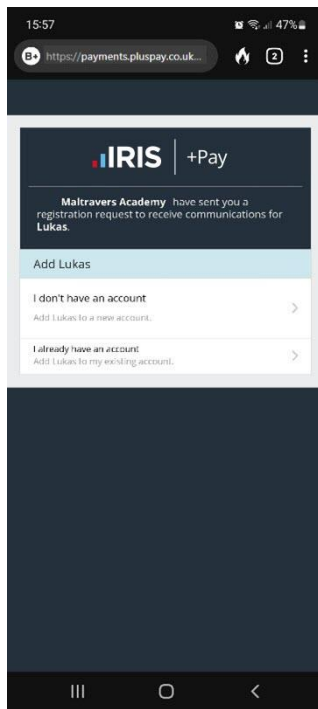 15:57 47%
B+ https://payments.pluspay.co.uk... 2
IRIS +Pay
Maltravers Academy have sent you a
registration request to receive communications for
Lukas.
Add Lukas
I don't have an account
Add Lukas to a new account.
I already have an account
Add Lukas to my existing account.